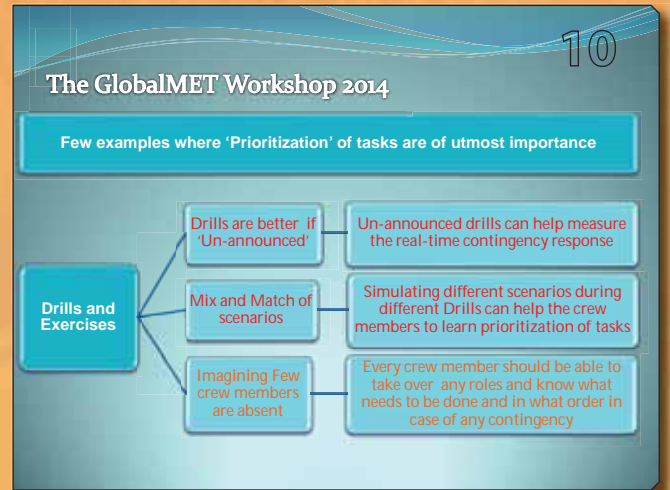 10
The GlobalMET Workshop 2014
Few examples where ‘Prioritization’ of tasks are of utmost importance
Drills and
Exercises
Drills are better if
‘Un-announced’
Un-announced drills can help measure
the real-time contingency response
Mix and Match of
scenarios
Simulating different scenarios during
different Drills can help the crew
members to learn prioritization of tasks
Imagining Few
crew members
are absent
Every crew member should be able to
take over any roles and know what
needs to be done and in what order in
case of any contingency